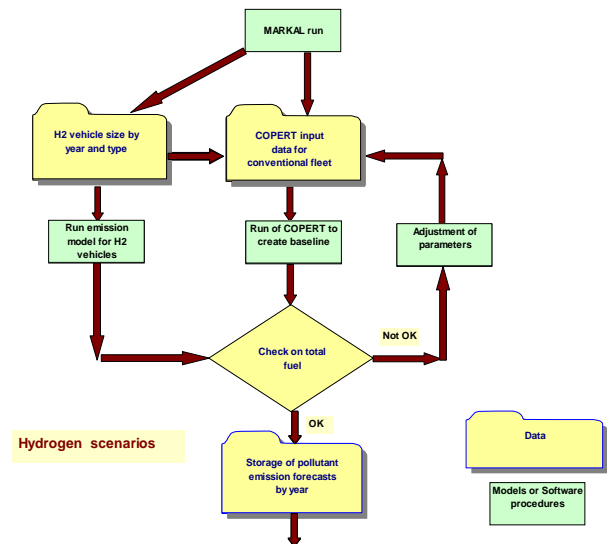 MARKAL run
H2 vehicle size by
year and type
COPERT input
data for
conventional fleet
Run emission
model for H2
vehicles
Run of COPERT to
create baseline
Adjustment of
parameters
Check on total
fuel
Not OK
OK
Hydrogen scenarios
Storage of pollutant
emission forecasts
by year
Data
Models or Software
procedures